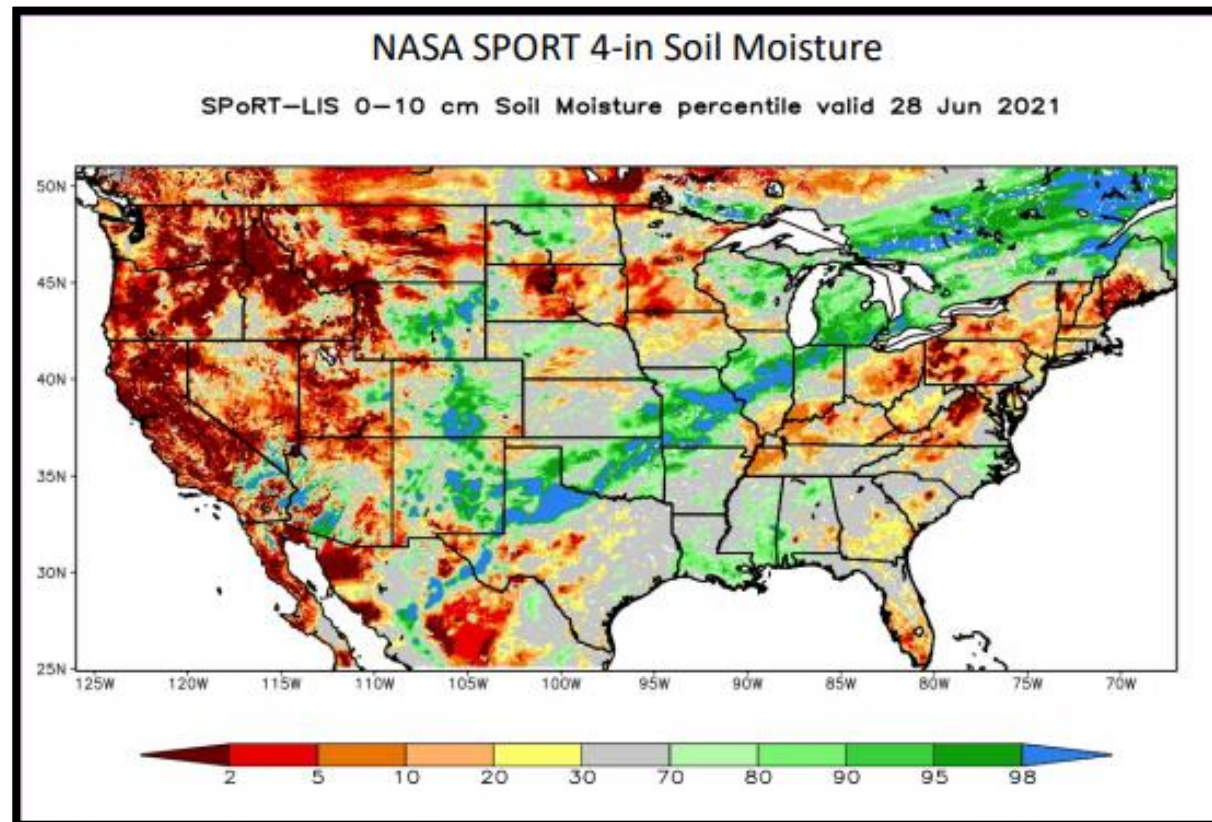 NASA SPORT 4-in Soil Moisture
SPoRT-LIS 0-10 cm Soil Moisture percentile valid 28 Jun 2021
50N
45N
40N
35N
30N
25N
125W 120W 115W 110W 105W 100W 95W 90W 85W 80W 75W 70W
2 5 10 20 30 70 80 90 95 98